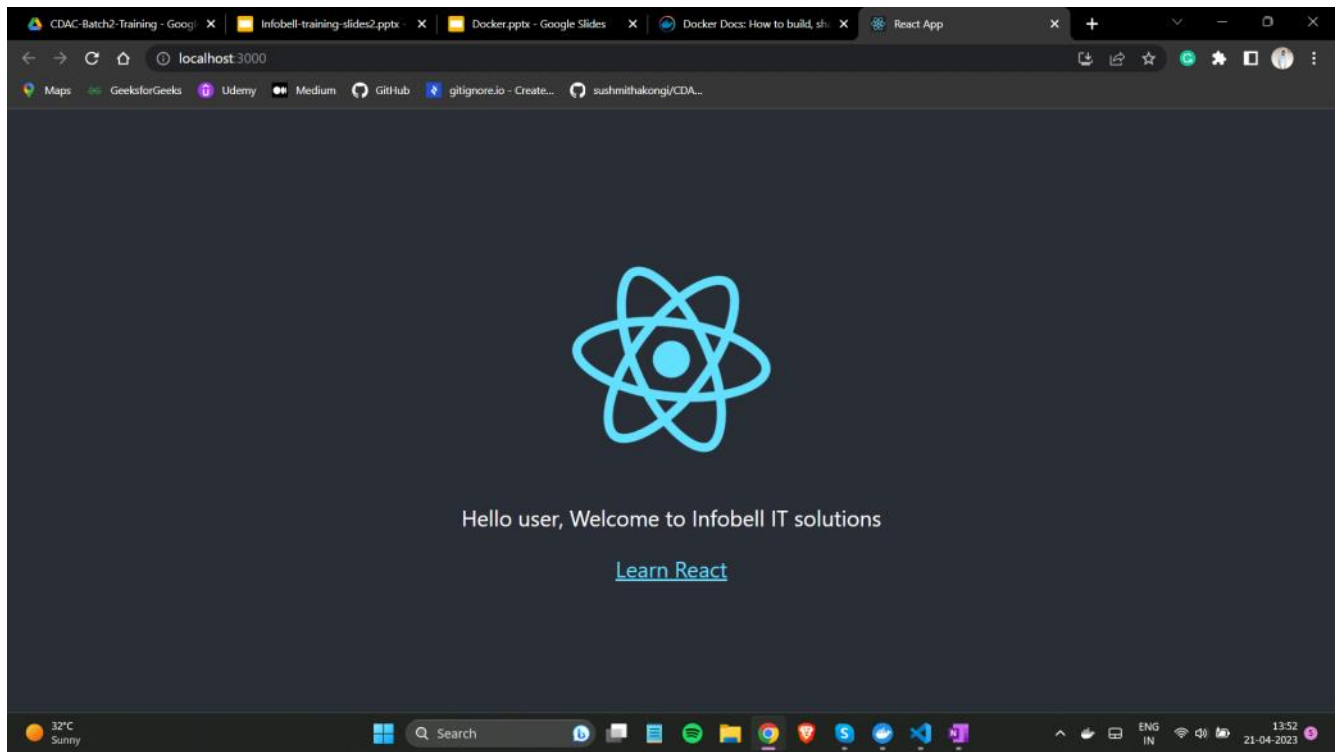 CDAC-Batch2-Training - Googl
Infobell-training-slides2.pptx -
Docker.pptx - Google Slides
Docker Docs: How to build, sh
React App
localhost:3000
Maps
GeeksforGeeks
Udemy
Medium
GitHub
gitignore.io - Create...
sushmithakongi/CDA...
Hello user, Welcome to Infobell IT solutions
Learn React
32°C
Sunny
Search
ENG
IN
13:52
21-04-2023